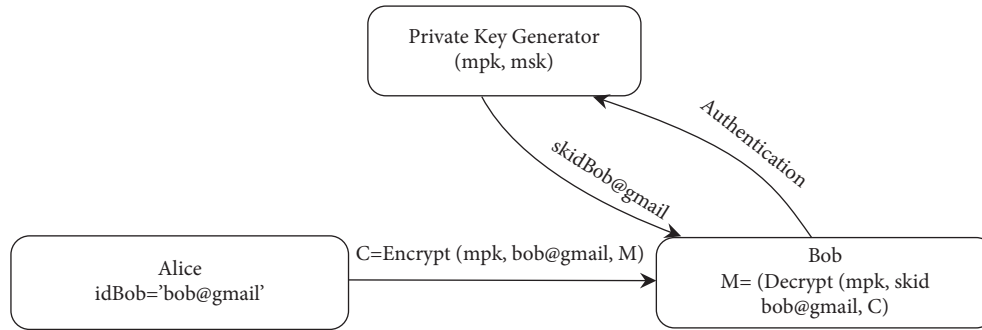 Private Key Generator
(mpk, msk)
Authentication
skidBob@gmail
C=Encrypt (mpk, bob@gmail, M)
Alice
idBob=’bob@gmail’
Bob
M= (Decrypt (mpk, skid
bob@gmail, C)